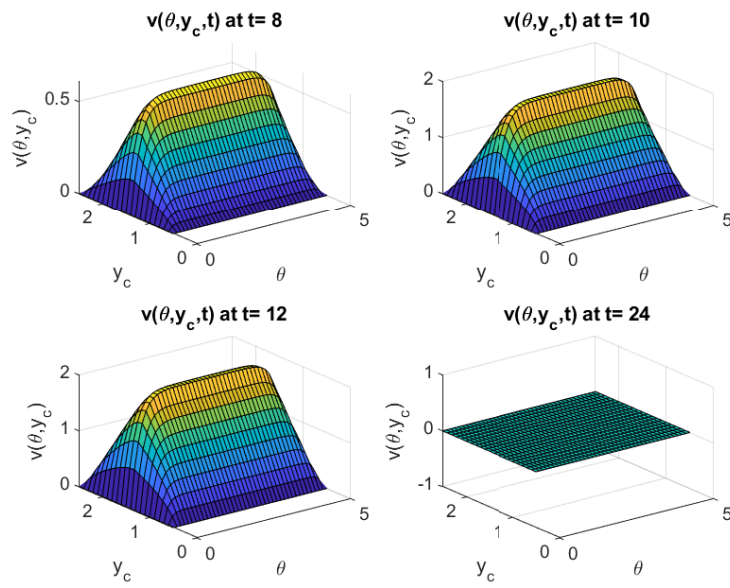 v(θ,y_c,t) at t= 8
v(θ,y_c)
0.5
0
2
1
0
y_c
0
5
θ
v(θ,y_c,t) at t= 10
v(θ,y_c)
2
1
0
2
1
0
y_c
0
5
θ
v(θ,y_c,t) at t= 12
v(θ,y_c)
2
1
0
2
1
0
y_c
0
5
θ
v(θ,y_c,t) at t= 24
v(θ,y_c)
1
0
-1
2
1
0
y_c
0
5
θ